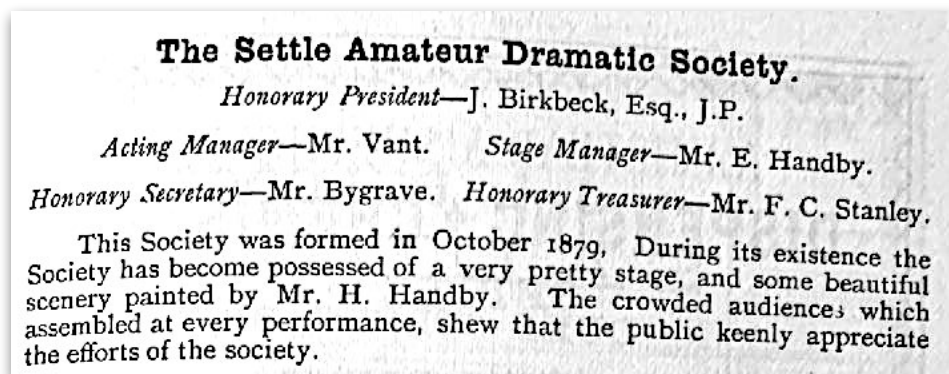 The Settle Amateur Dramatic Society.
Honorary President—J. Birkbeck, Esq., J.P.
Acting Manager—Mr. Vant. Stage Manager—Mr. E. Handby.
Honorary Secretary—Mr. Bygrave. Honorary Treasurer—Mr. F. C. Stanley.
This Society was formed in October 1879, During its existence the
Society has become possessed of a very pretty stage, and some beautiful
scenery painted by Mr. H. Handby. The crowded audiences which
assembled at every performance, shew that the public keenly appreciate
the efforts of the society.